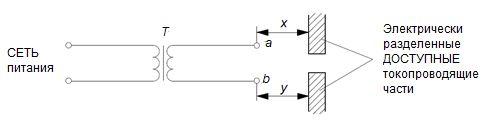 T
a
b
x
y
СЕТЬ
питания
Электрически
разделенные
ДОСТУПНЫЕ
токопроводящие
части